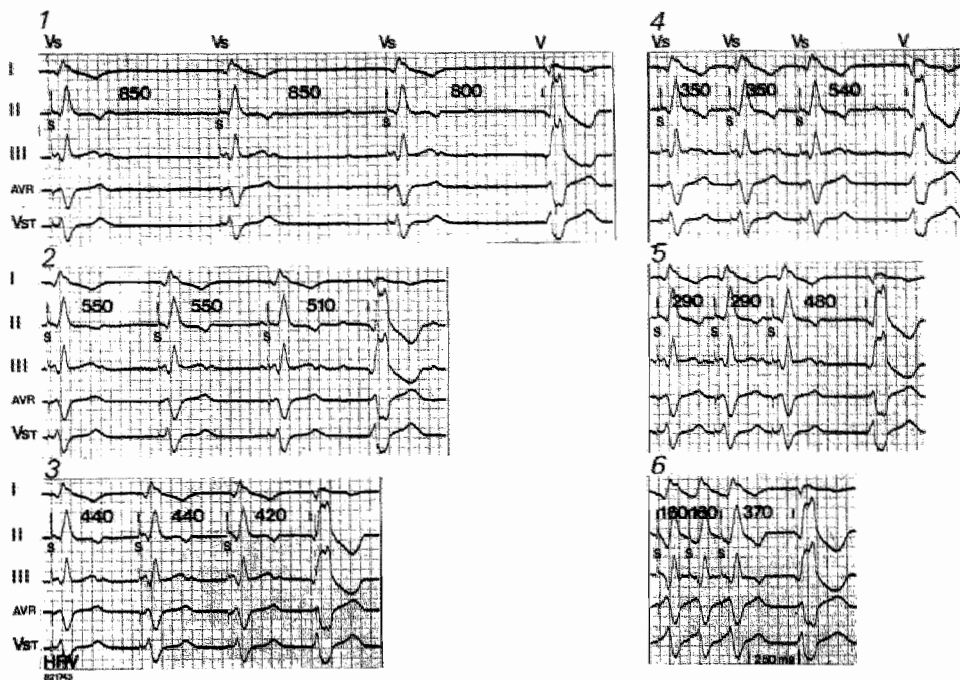 1
Vs Vs Vs V
I
850 850 800
II
S S S
III
AVR
VST
2
I
550 550 510
II
S S S
III
AVR
VST
3
I
440 440 420
II
S S S
III
AVR
VST
HRV
821743
4
Vs Vs Vs V
350 350 540
S S S
5
290 290 480
S S S
6
160 160 370
S S S
250 ms